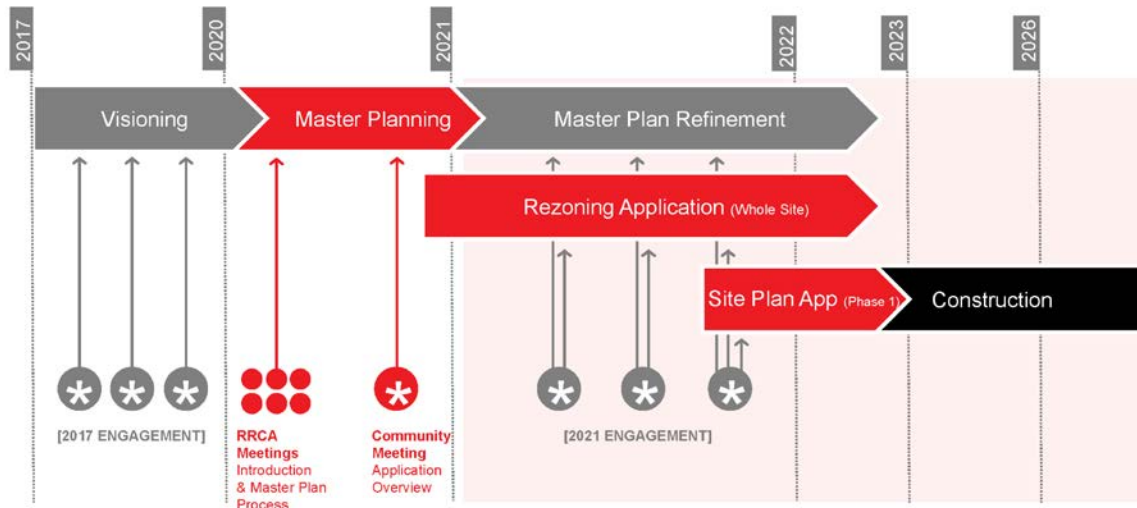 2017
2020
2021
2022
2023
2026
Visioning
Master Planning
Master Plan Refinement
Rezoning Application (Whole Site)
Site Plan App (Phase 1)
Construction
* * * * * * *
[2017 ENGAGEMENT]
RRCA
Meetings
Introduction
& Master Plan
Process
Community
Meeting
Application
Overview
[2021 ENGAGEMENT]